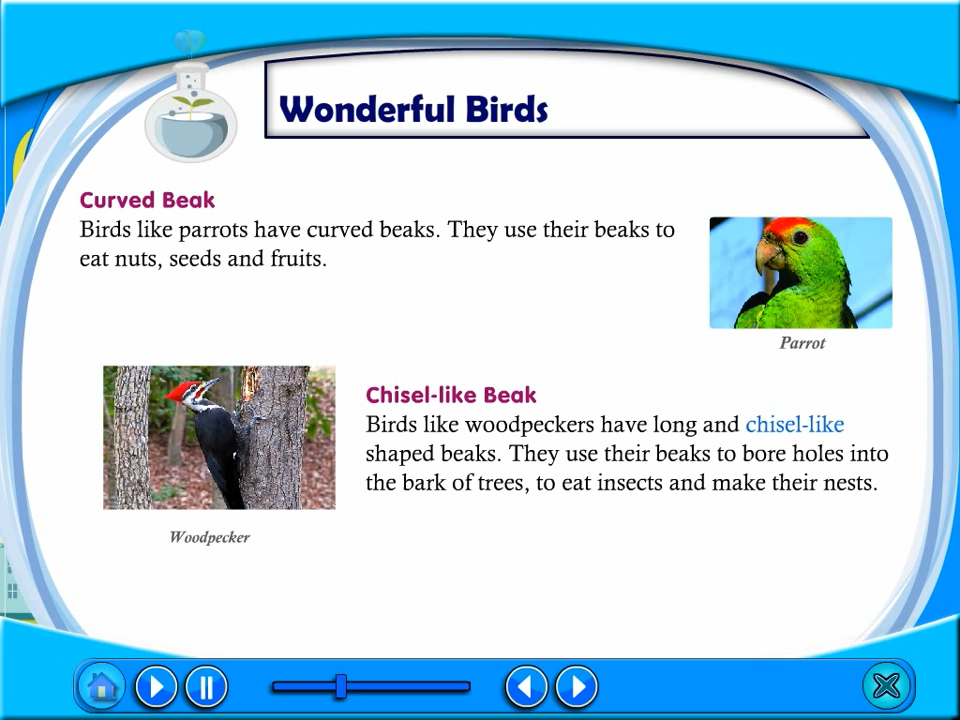 Wonderful Birds
Curved Beak
Birds like parrots have curved beaks. They use their beaks to
eat nuts, seeds and fruits.
Parrot
Chisel-like Beak
Birds like woodpeckers have long and chisel-like
shaped beaks. They use their beaks to bore holes into
the bark of trees, to eat insects and make their nests.
Woodpecker